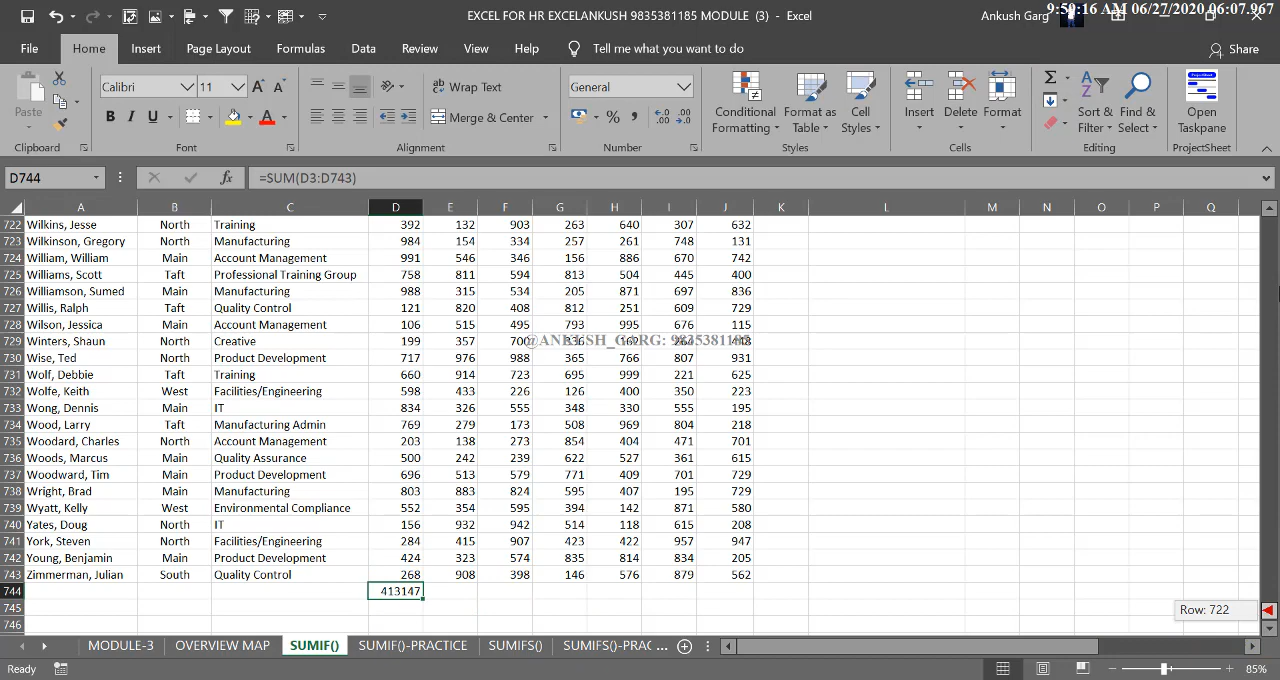 EXCEL FOR HR EXCELANKUSH 9835381185 MODULE (3) - Excel
Ankush Garg
9:59:16 AM 06/27/2020 06:07.967
File Home Insert Page Layout Formulas Data Review View Help Tell me what you want to do Share
Calibri 11 Wrap Text General
Paste B I U Merge & Center % Conditional Formatting Format as Table Cell Styles Insert Delete Format Sort & Filter Find & Select Open Taskpane
Clipboard Font Alignment Number Styles Cells Editing ProjectSheet
D744 fx =SUM(D3:D743)
A B C D E F G H I J K L M N O P Q
722 Wilkins, Jesse North Training 392 132 903 263 640 307 632
723 Wilkinson, Gregory North Manufacturing 984 154 334 257 261 748 131
724 William, William Main Account Management 991 546 346 156 886 670 742
725 Williams, Scott Taft Professional Training Group 758 811 594 813 504 445 400
726 Williamson, Sumed Main Manufacturing 988 315 534 205 871 697 836
727 Willis, Ralph Taft Quality Control 121 820 408 812 251 609 729
728 Wilson, Jessica Main Account Management 106 515 495 793 995 676 115
729 Winters, Shaun North Creative 199 357 700
@ANKUSH_GARG: 9835381185
730 Wise, Ted North Product Development 717 976 988 365 766 807 931
731 Wolf, Debbie Taft Training 660 914 723 695 999 221 625
732 Wolfe, Keith West Facilities/Engineering 598 433 226 126 400 350 223
733 Wong, Dennis Main IT 834 326 555 348 330 555 195
734 Wood, Larry Taft Manufacturing Admin 769 279 173 508 969 804 218
735 Woodard, Charles North Account Management 203 138 273 854 404 471 701
736 Woods, Marcus Main Quality Assurance 500 242 239 622 527 361 615
737 Woodward, Tim Main Product Development 696 513 579 771 409 701 729
738 Wright, Brad Main Manufacturing 803 883 824 595 407 195 729
739 Wyatt, Kelly West Environmental Compliance 552 354 595 394 142 871 580
740 Yates, Doug North IT 156 932 942 514 118 615 208
741 York, Steven North Facilities/Engineering 284 415 907 423 422 957 947
742 Young, Benjamin Main Product Development 424 323 574 835 814 834 205
743 Zimmerman, Julian South Quality Control 268 908 398 146 576 879 562
744 413147
745 Row: 722
746
MODULE-3 OVERVIEW MAP SUMIF() SUMIF()-PRACTICE SUMIFS() SUMIFS()-PRAC ...
Ready 85%